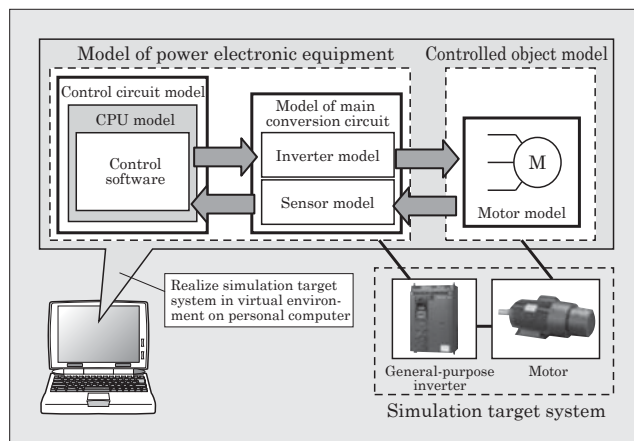 Model of power electronic equipment
Controlled object model
Control circuit model
CPU model
Control
software
Model of main
conversion circuit
Inverter model
Sensor model
M
Motor model
Realize simulation target
system in virtual environ-
ment on personal computer
General-purpose
inverter
Motor
Simulation target system